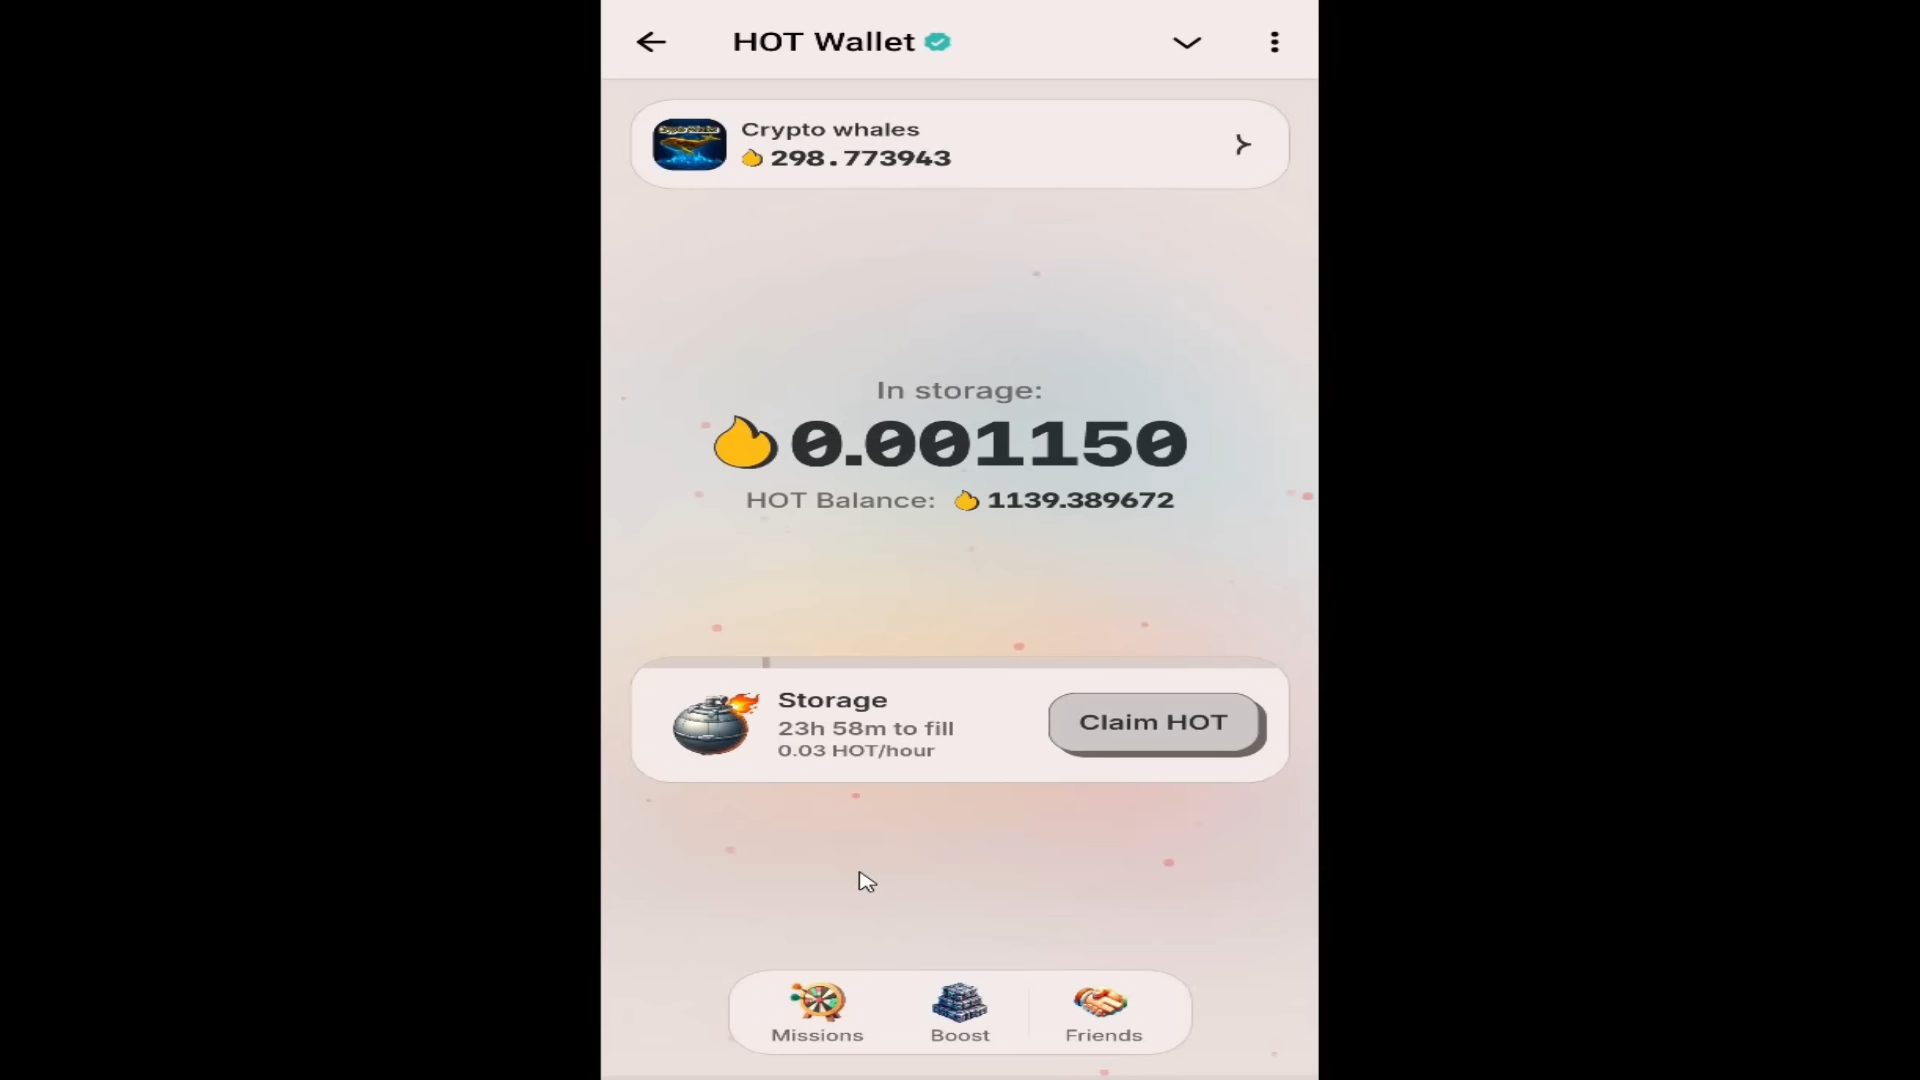 HOT Wallet
Crypto whales
298.773943
In storage:
0.001150
HOT Balance: 1139.389672
Storage
23h 58m to fill
0.03 HOT/hour
Claim HOT
Missions
Boost
Friends